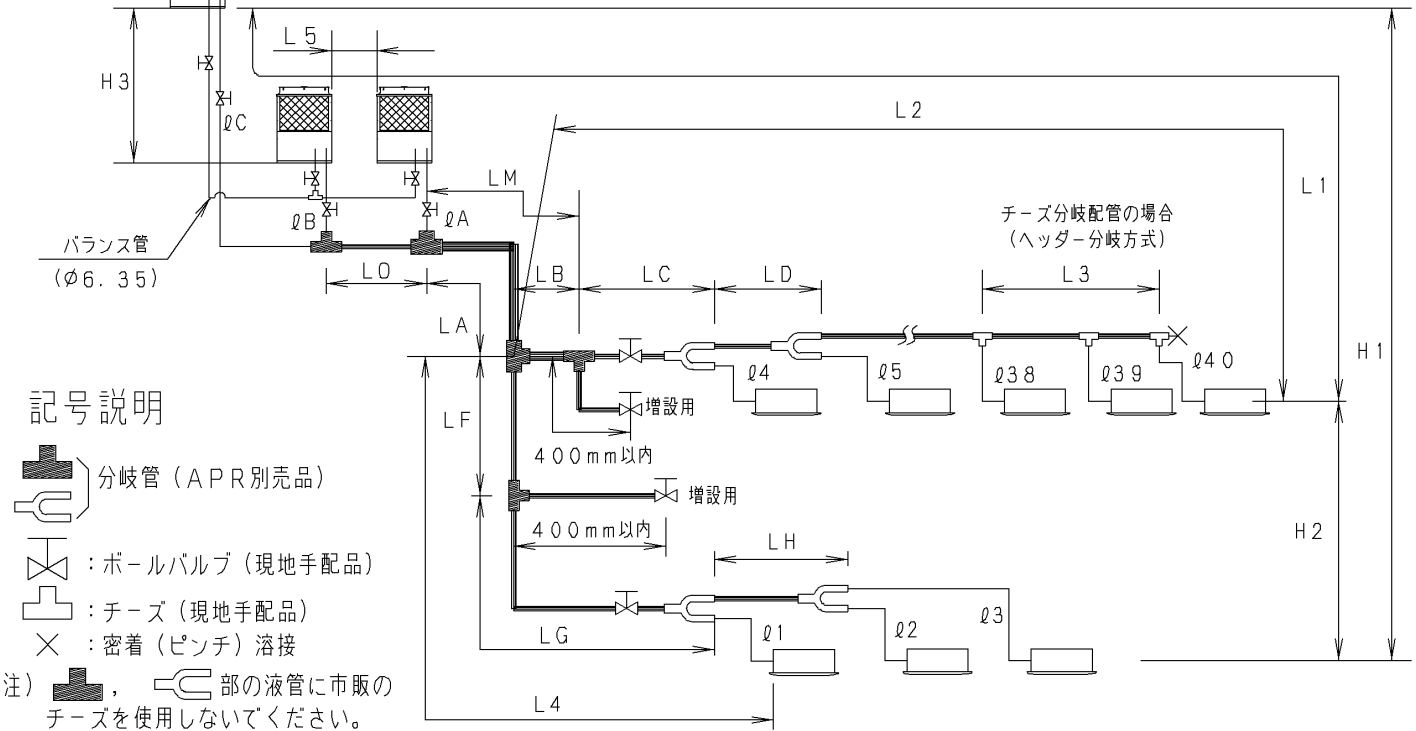 L5
H3
ℓC
L2
LM
L1
ℓB
ℓA
チーズ分岐配管の場合
(ヘッダー分岐方式)
バランス管
(φ6.35)
LO
LB
LC
LD
L3
LA
H1
ℓ4
ℓ5
ℓ38
ℓ39
ℓ40
記号説明
LF
増設用
400mm以内
分岐管(APR別売品)
増設用
400mm以内
LH
H2
:ボールバルブ(現地手配品)
:チーズ(現地手配品)
ℓ1
ℓ2
ℓ3
LG
:密着(ピンチ)溶接
注) , 部の液管に市販の
チーズを使用しないでください。
L4